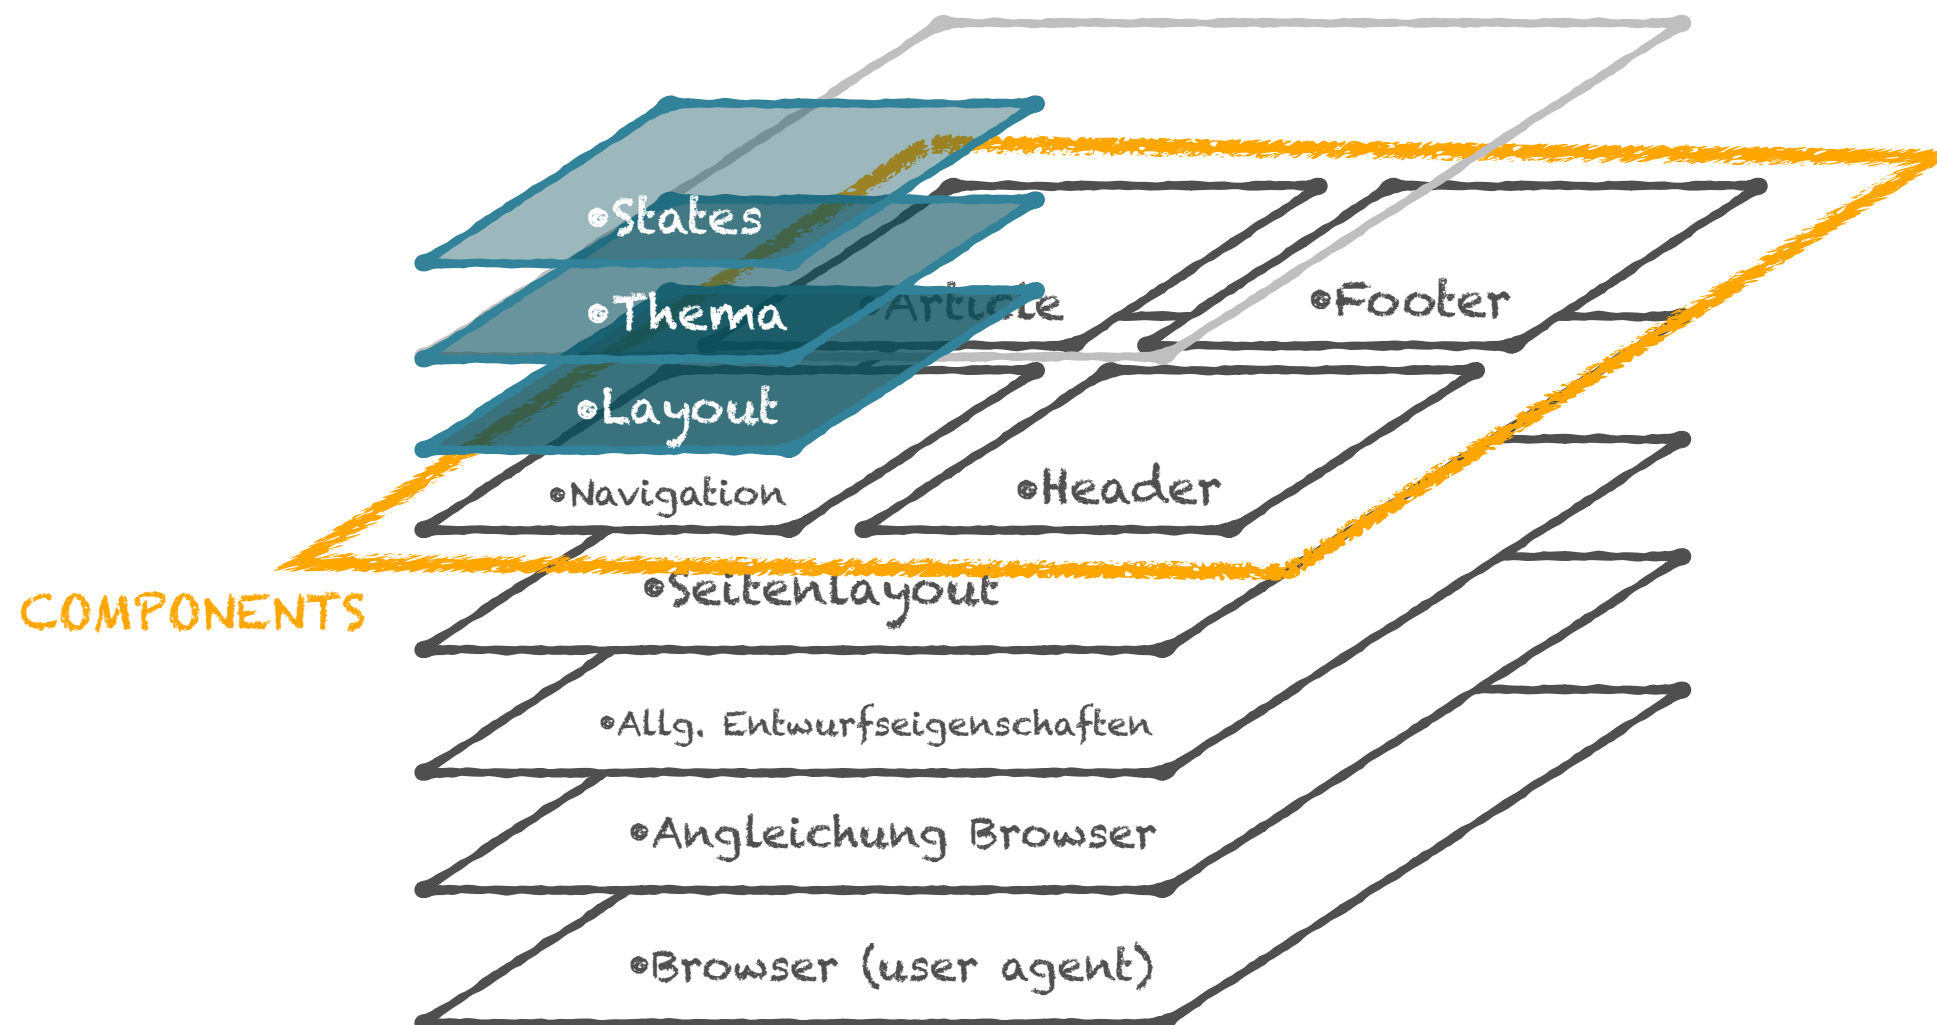 •States
•Thema
•Article
•Footer
•Layout
•Navigation
•Header
COMPONENTS
•Seitenlayout
•Allg. Entwurfseigenschaften
•Angleichung Browser
•Browser (user agent)